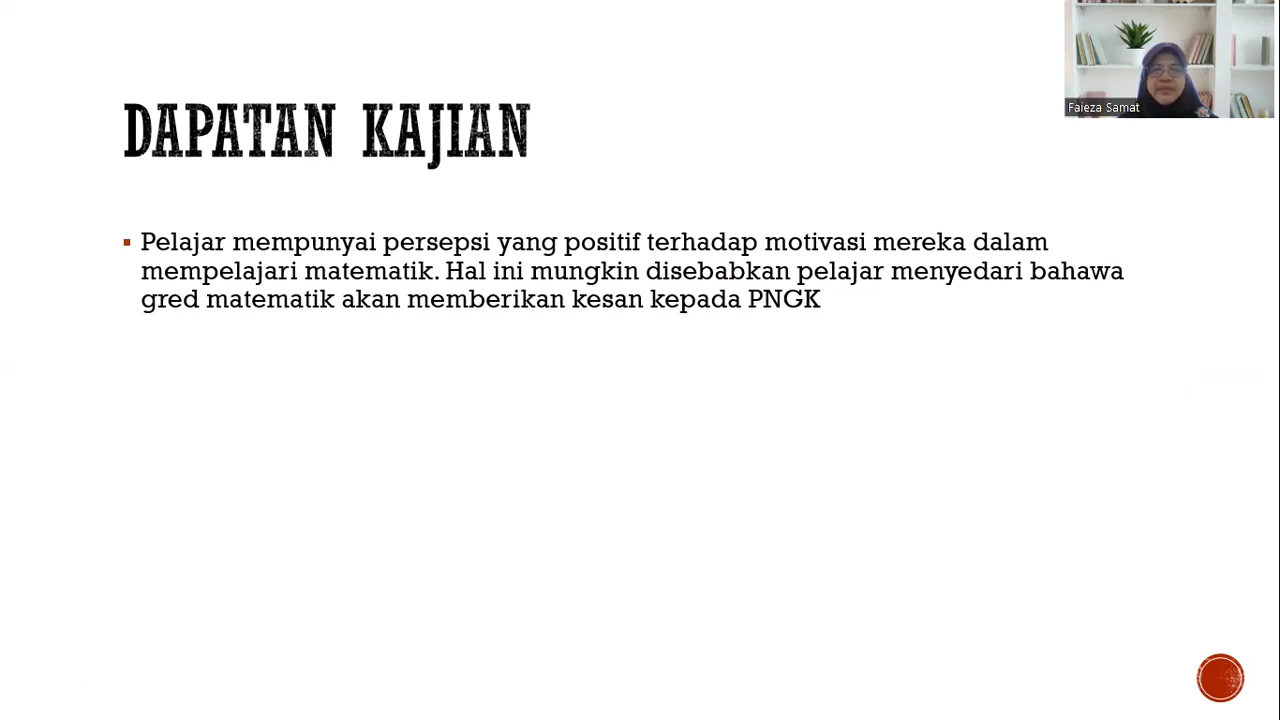 Faieza Samat
DAPATAN KAJIAN
Pelajar mempunyai persepsi yang positif terhadap motivasi mereka dalam
mempelajari matematik. Hal ini mungkin disebabkan pelajar menyedari bahawa
gred matematik akan memberikan kesan kepada PNGK